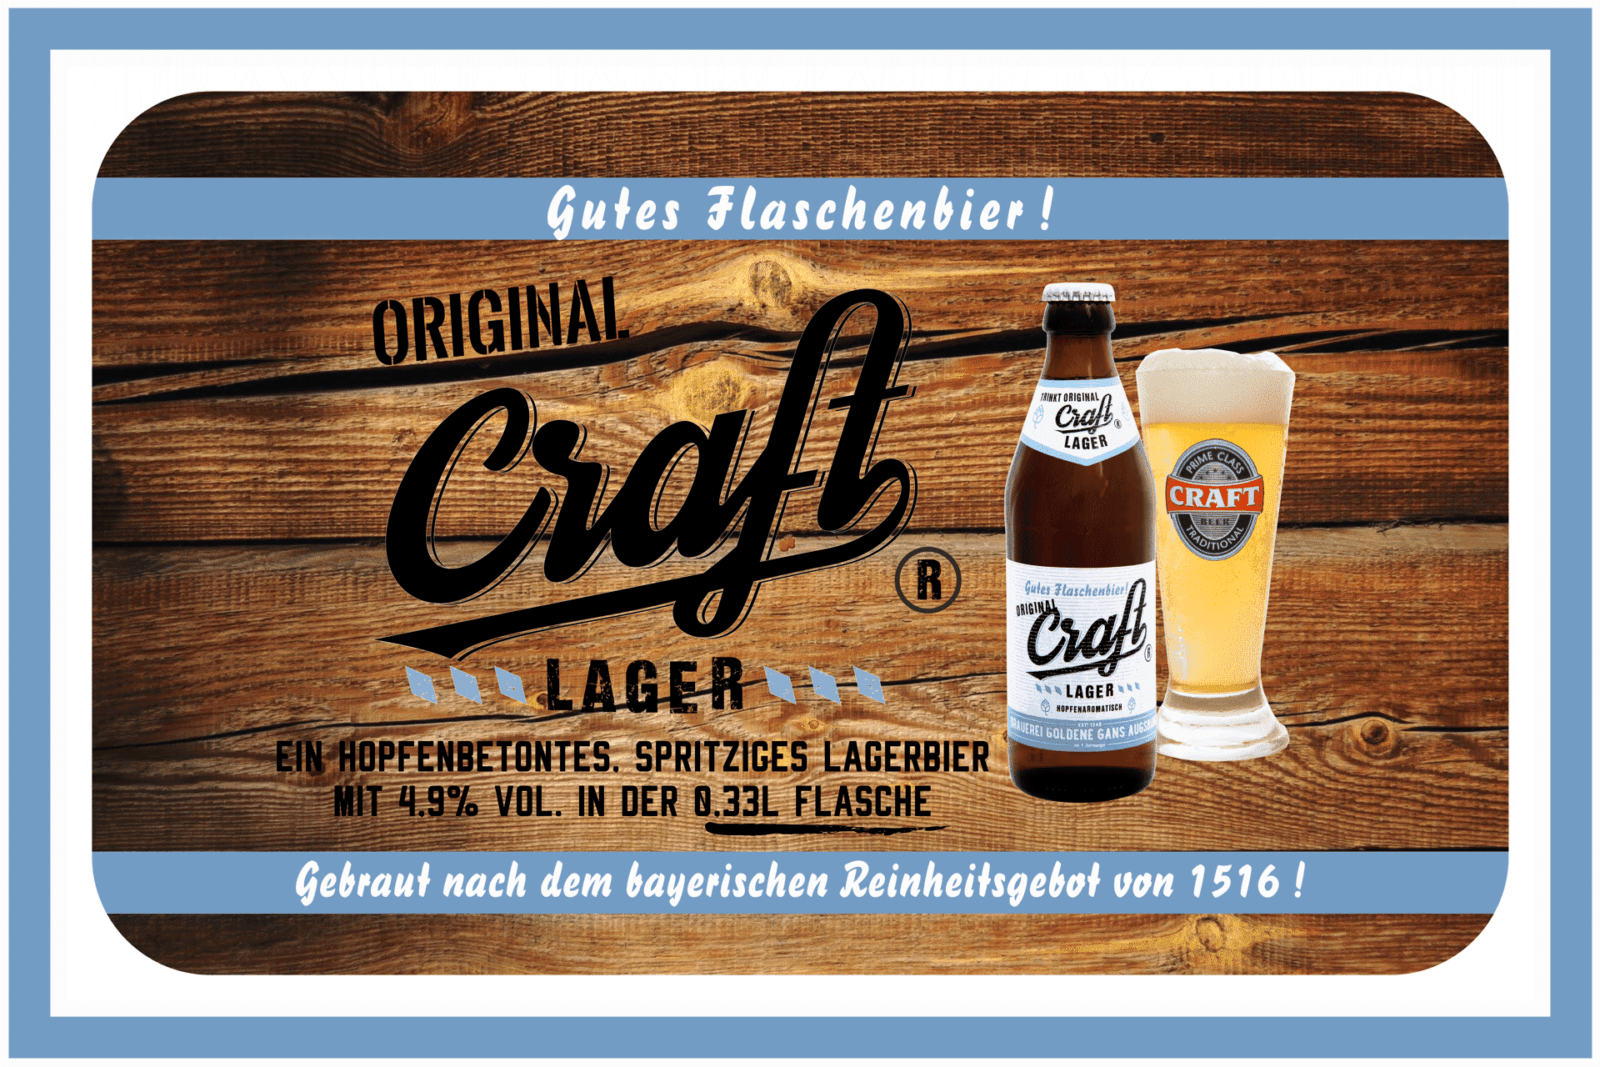 Gutes Flaschenbier!
ORIGINAL
Craft
®
LAGER
EIN HOPFENBETONTES, SPRITZIGES LAGERBIER
MIT 4,9% VOL. IN DER 0,33L FLASCHE
TRINKT ORIGINAL
Craft
®
LAGER
Gutes Flaschenbier!
ORIGINAL
Craft
®
LAGER
HOPFENAROMATISCH
BRAUEREI GOLDENE GANS
PRIME CLASS
CRAFT
BEER
TRADITIONAL
Gebraut nach dem bayerischen Reinheitsgebot von 1516!